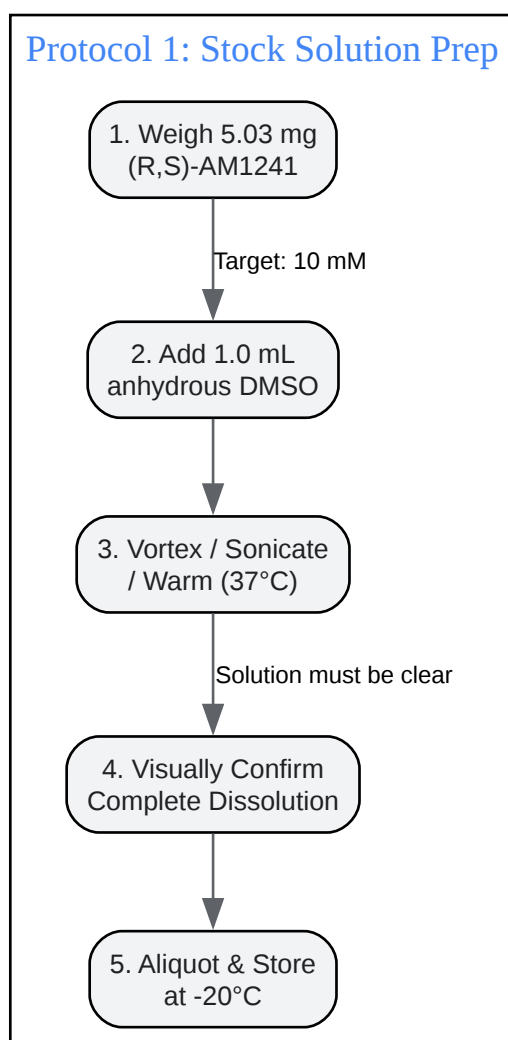 Protocol 1: Stock Solution Prep
1. Weigh 5.03 mg
(R,S)-AM1241
Target: 10 mM
2. Add 1.0 mL
anhydrous DMSO
3. Vortex / Sonicate
/ Warm (37°C)
Solution must be clear
4. Visually Confirm
Complete Dissolution
5. Aliquot & Store
at -20°C